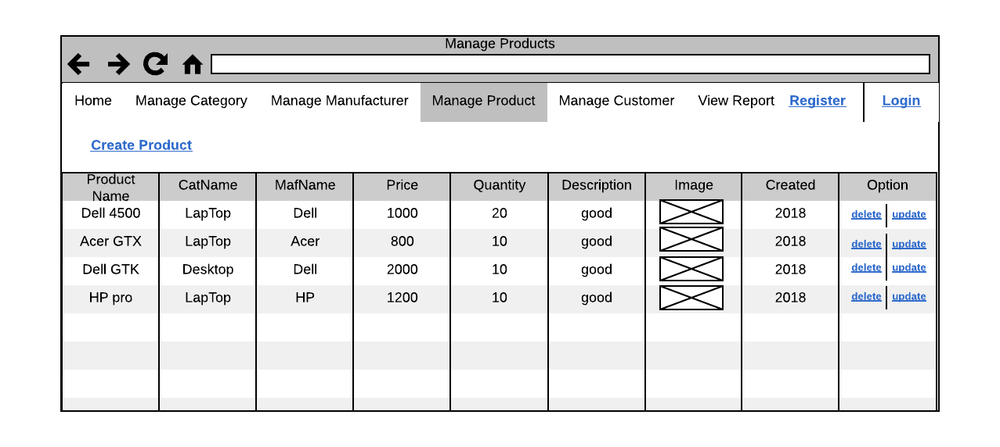 Manage Products
Home Manage Category Manage Manufacturer Manage Product Manage Customer View Report Register Login
Create Product
Product Name CatName MafName Price Quantity Description Image Created Option
Dell 4500 LapTop Dell 1000 20 good 2018 delete update
Acer GTX LapTop Acer 800 10 good 2018 delete update
Dell GTK Desktop Dell 2000 10 good 2018 delete update
HP pro LapTop HP 1200 10 good 2018 delete update